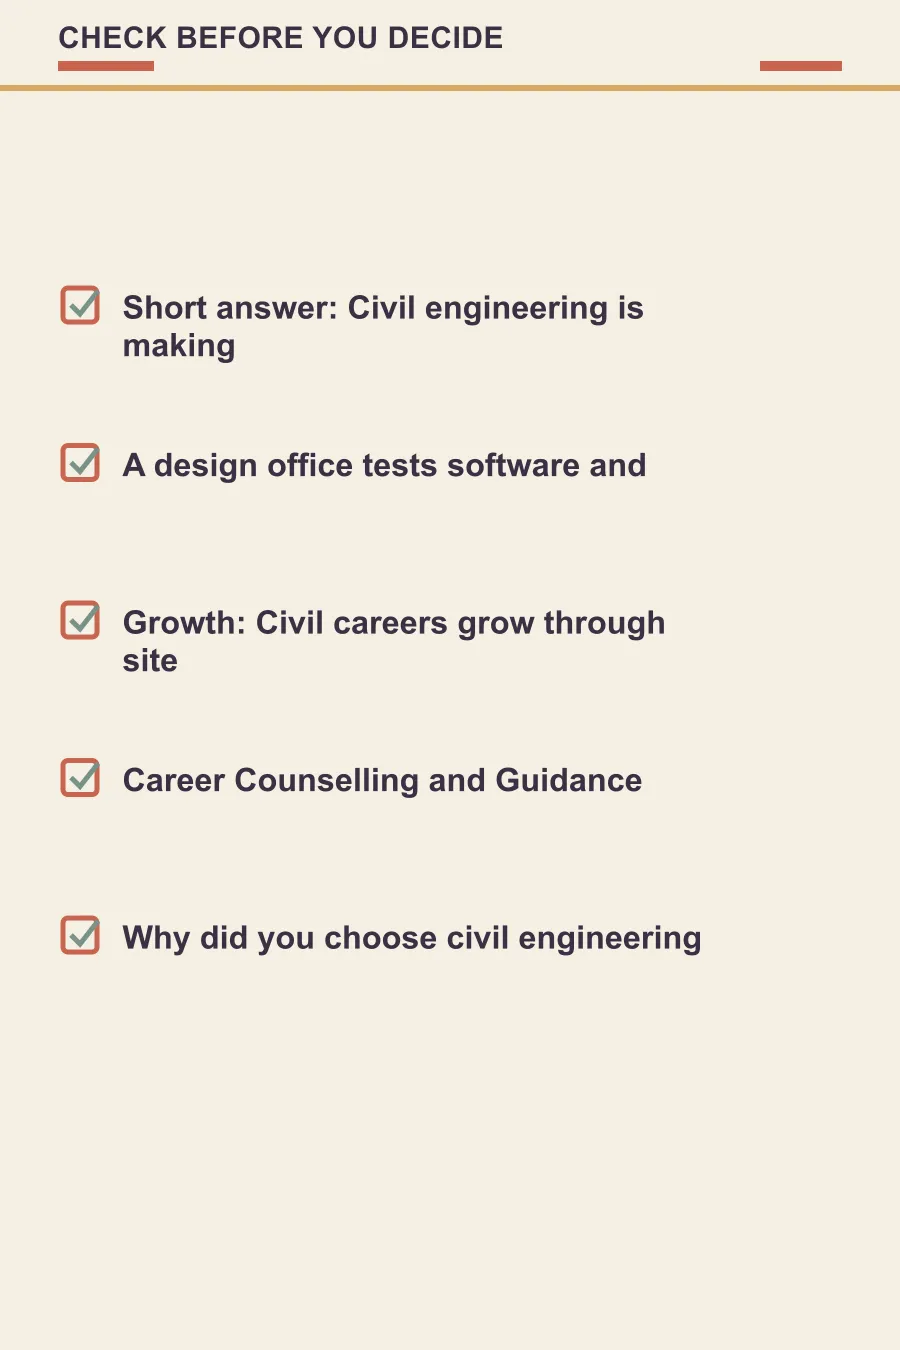 CHECK BEFORE YOU DECIDE
Short answer: Civil engineering is
making
A design office tests software and
Growth: Civil careers grow through
site
Career Counselling and Guidance
Why did you choose civil engineering